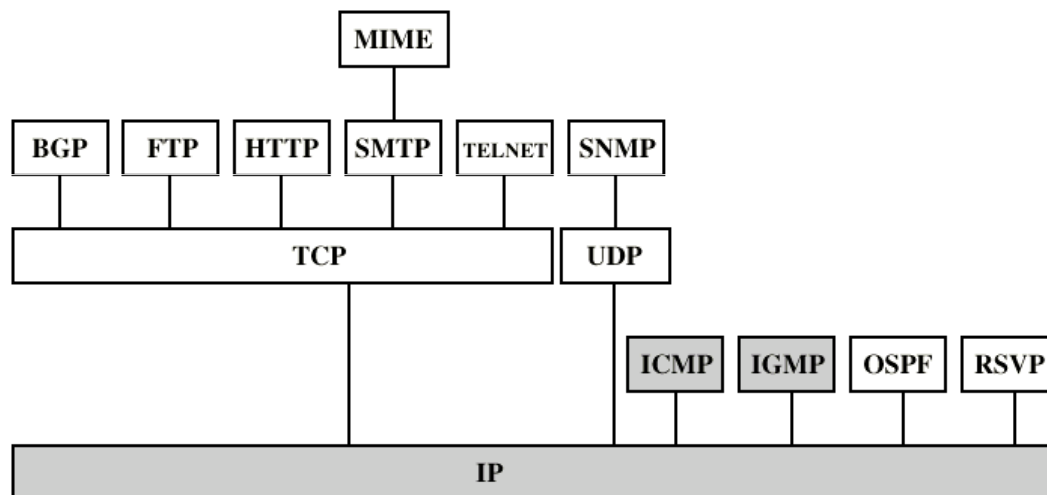 MIME
BGP FTP HTTP SMTP TELNET SNMP
TCP UDP
ICMP IGMP OSPF RSVP
IP